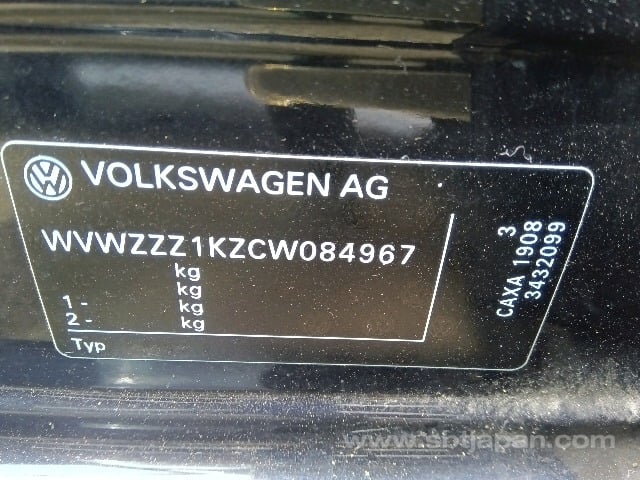 VOLKSWAGEN AG
WVWZZZ1KZCW084967
kg
kg
1 - kg
2 - kg
Typ
3
CAXA 1908
3432099
www.sbtjapan.com